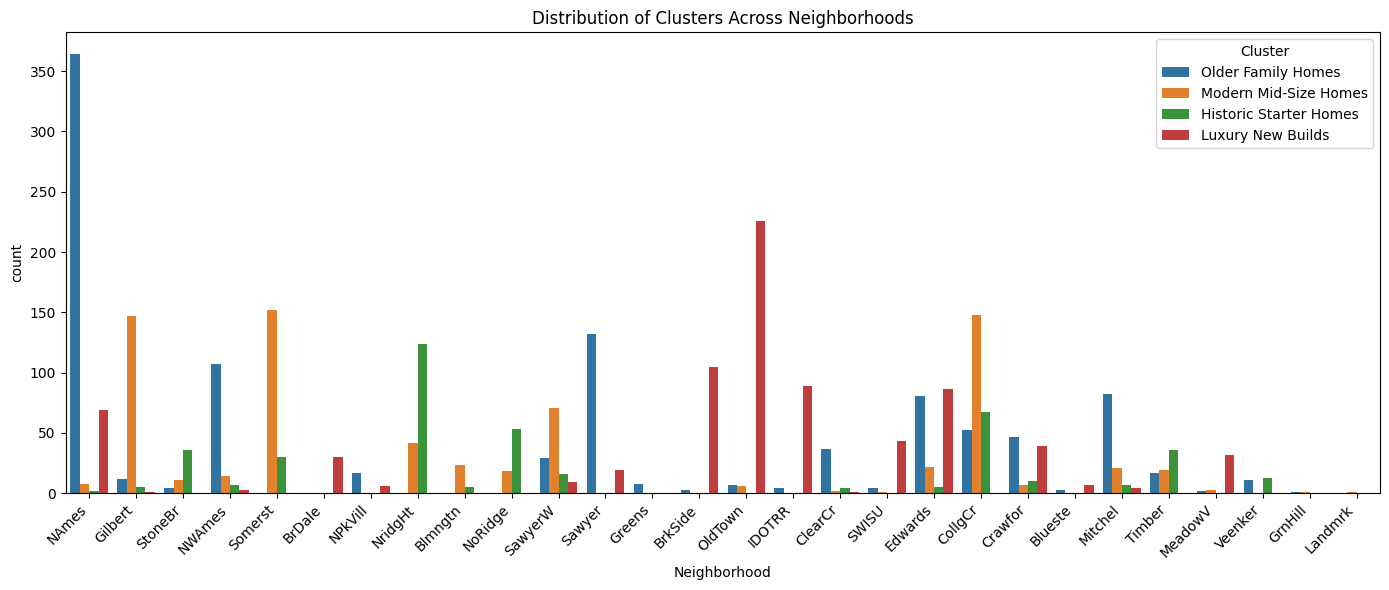 Distribution of Clusters Across Neighborhoods
Cluster
Older Family Homes
Modern Mid-Size Homes
Historic Starter Homes
Luxury New Builds
count
350
300
250
200
150
100
50
0
NAmes
Gilbert
StoneBr
NWAmes
Somerst
BrDale
NPkVill
NridgHt
Blmngtn
NoRidge
SawyerW
Sawyer
Greens
BrkSide
OldTown
IDOTRR
ClearCr
SWISU
Edwards
CollgCr
Crawfor
Blueste
Mitchel
Timber
MeadowV
Veenker
GrnHill
Landmrk
Neighborhood